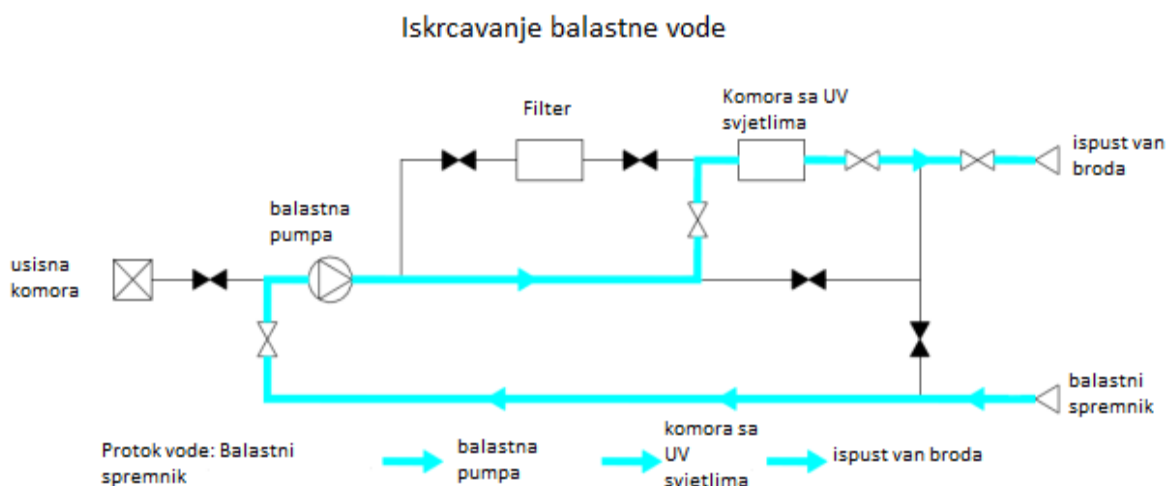 Iskrcavanje balastne vode
Filter
Komora sa UV
svjetlima
ispust van
broda
balastna
pumpa
usisna
komora
balastni
spremnik
Protok vode: Balastni
spremnik
balastna
pumpa
komora sa
UV
svjetlima
ispust van broda